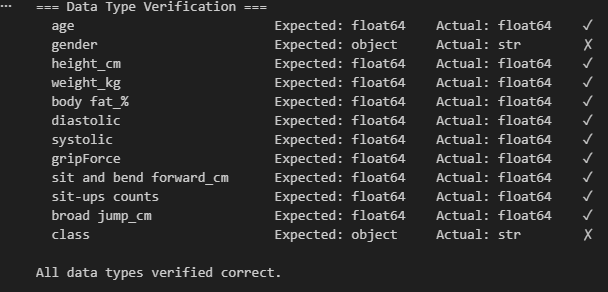 === Data Type Verification ===
age Expected: float64 Actual: float64 ✓
gender Expected: object Actual: str ✗
height_cm Expected: float64 Actual: float64 ✓
weight_kg Expected: float64 Actual: float64 ✓
body fat_% Expected: float64 Actual: float64 ✓
diastolic Expected: float64 Actual: float64 ✓
systolic Expected: float64 Actual: float64 ✓
gripForce Expected: float64 Actual: float64 ✓
sit and bend forward_cm Expected: float64 Actual: float64 ✓
sit-ups counts Expected: float64 Actual: float64 ✓
broad jump_cm Expected: float64 Actual: float64 ✓
class Expected: object Actual: str ✗
All data types verified correct.